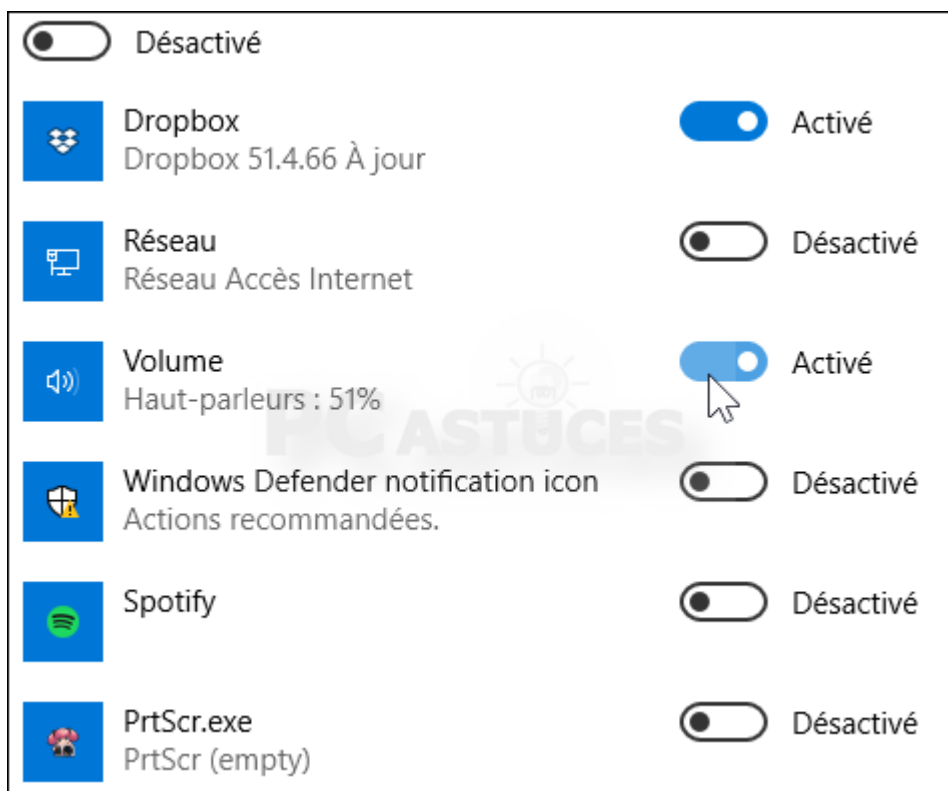 Désactivé
Dropbox
Activé
Dropbox 51.4.66 À jour
Réseau
Désactivé
Réseau Accès Internet
Volume
Activé
Haut-parleurs : 51%
PC ASTUCES
Windows Defender notification icon
Désactivé
Actions recommandées.
Spotify
Désactivé
PrtScr.exe
Désactivé
PrtScr (empty)